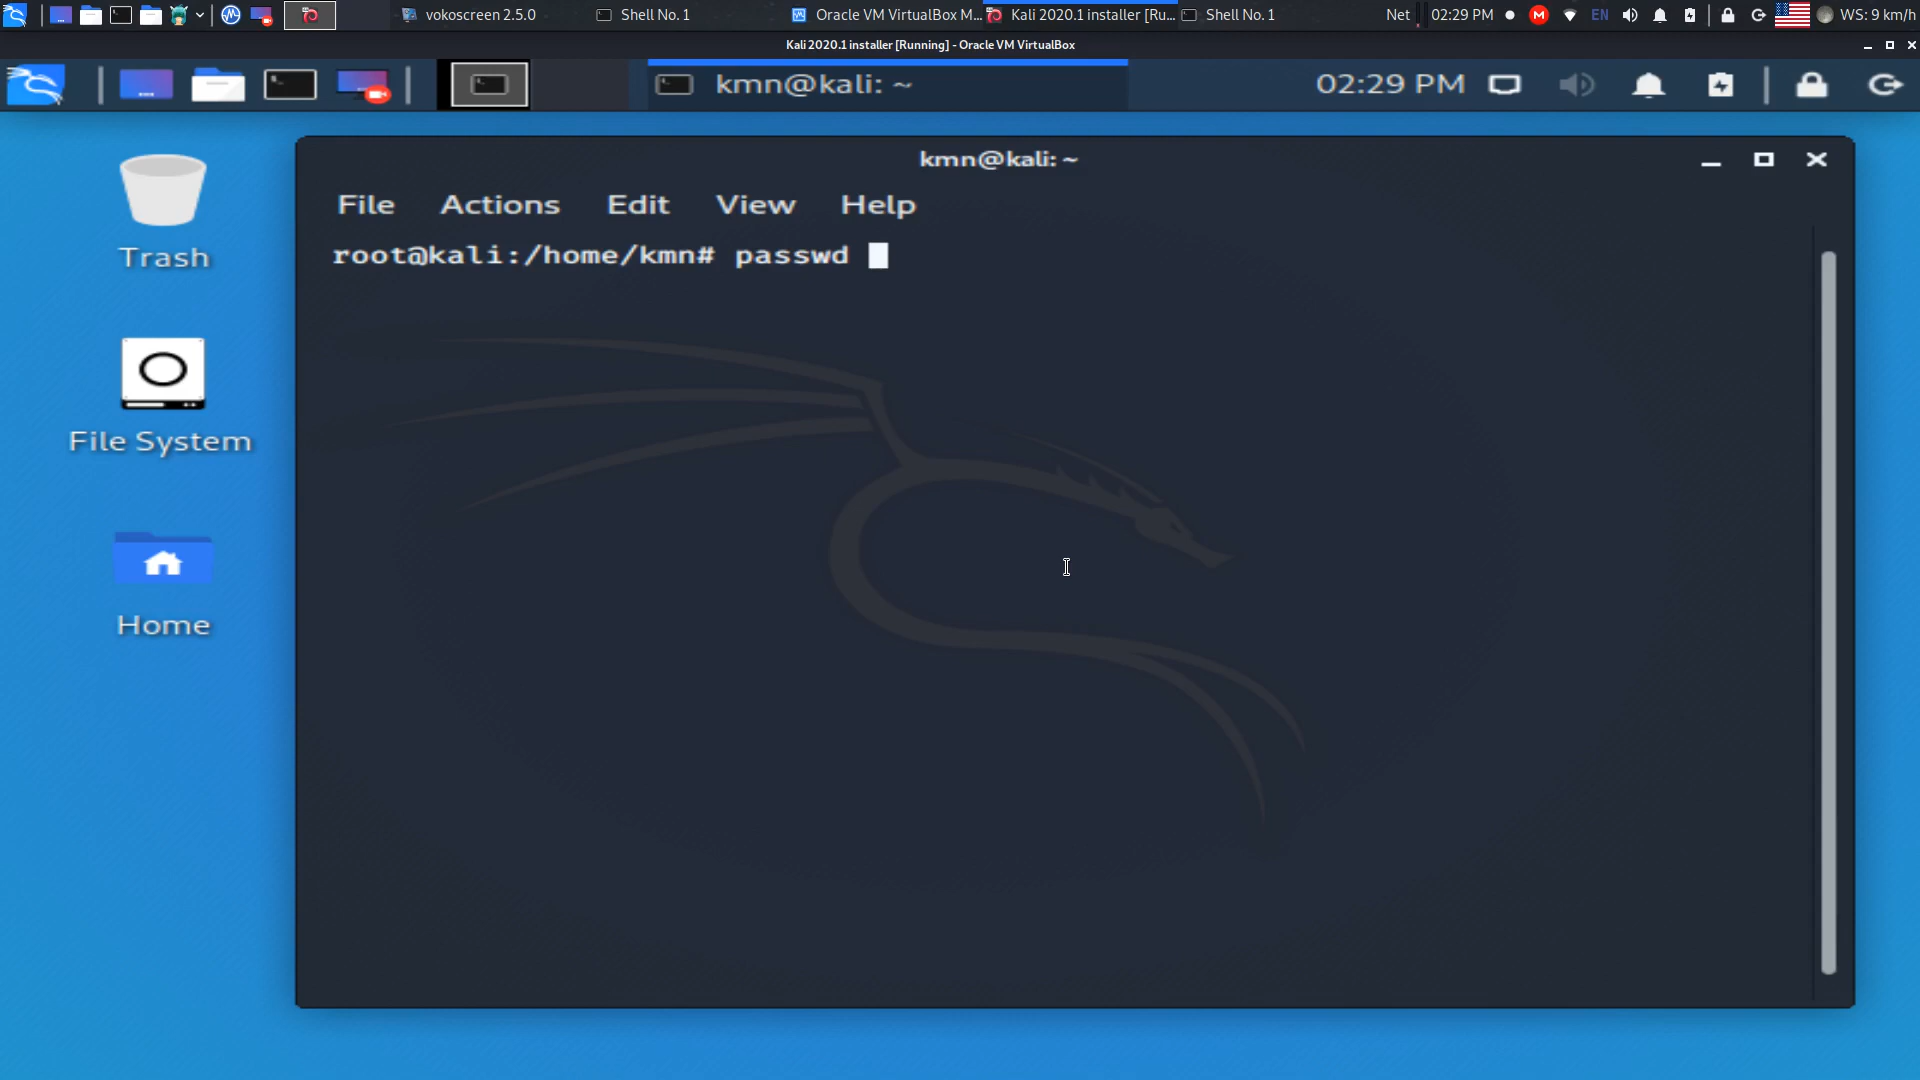 vokoscreen 2.5.0 Shell No. 1 Oracle VM VirtualBox M... Kali 2020.1 installer [Ru... Shell No. 1 Net 02:29 PM M EN WS: 9 km/h
Kali 2020.1 installer [Running] - Oracle VM VirtualBox
kmn@kali: ~ 02:29 PM
kmn@kali: ~
File Actions Edit View Help
root@kali:/home/kmn# passwd
Trash
File System
Home